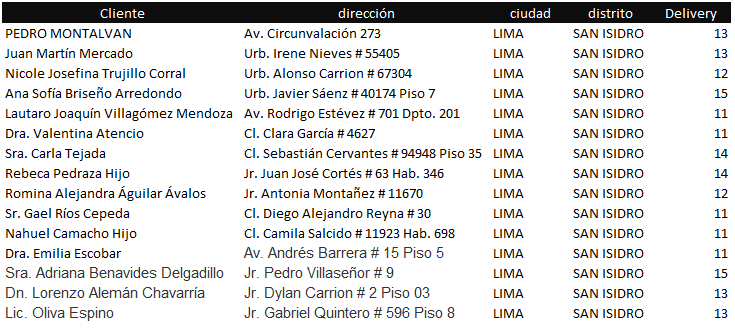 Cliente dirección ciudad distrito Delivery
PEDRO MONTALVAN Av. Circunvalación 273 LIMA SAN ISIDRO 13
Juan Martín Mercado Urb. Irene Nieves # 55405 LIMA SAN ISIDRO 13
Nicole Josefina Trujillo Corral Urb. Alonso Carrion # 67304 LIMA SAN ISIDRO 12
Ana Sofía Briseño Arredondo Urb. Javier Sáenz # 40174 Piso 7 LIMA SAN ISIDRO 15
Lautaro Joaquín Villagómez Mendoza Av. Rodrigo Estévez # 701 Dpto. 201 LIMA SAN ISIDRO 11
Dra. Valentina Atencio Cl. Clara García # 4627 LIMA SAN ISIDRO 11
Sra. Carla Tejada Cl. Sebastián Cervantes # 94948 Piso 35 LIMA SAN ISIDRO 14
Rebeca Pedraza Hijo Jr. Juan José Cortés # 63 Hab. 346 LIMA SAN ISIDRO 14
Romina Alejandra Águilar Ávalos Jr. Antonia Montañez # 11670 LIMA SAN ISIDRO 12
Sr. Gael Ríos Cepeda Cl. Diego Alejandro Reyna # 30 LIMA SAN ISIDRO 11
Nahuel Camacho Hijo Cl. Camila Salcido # 11923 Hab. 698 LIMA SAN ISIDRO 11
Dra. Emilia Escobar Av. Andrés Barrera # 15 Piso 5 LIMA SAN ISIDRO 11
Sra. Adriana Benavides Delgadillo Jr. Pedro Villaseñor # 9 LIMA SAN ISIDRO 15
Dn. Lorenzo Alemán Chavarría Jr. Dylan Carrion # 2 Piso 03 LIMA SAN ISIDRO 13
Lic. Oliva Espino Jr. Gabriel Quintero # 596 Piso 8 LIMA SAN ISIDRO 13